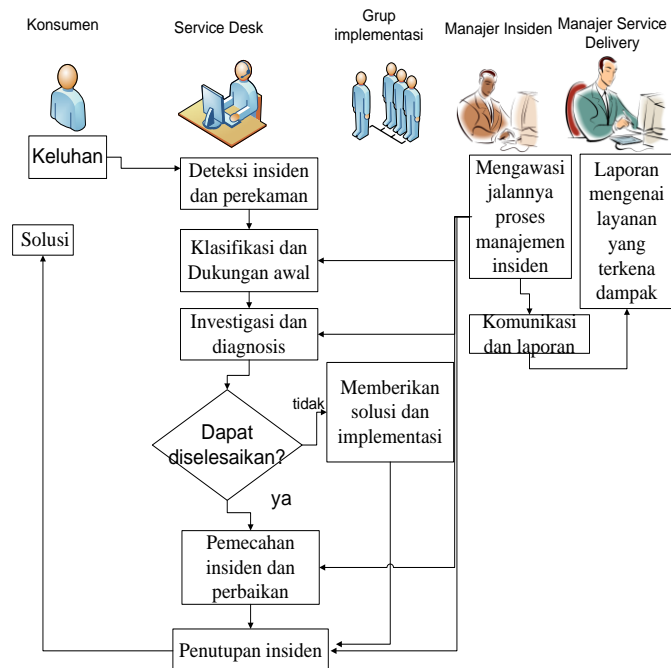 Konsumen
Service Desk
Grup
implementasi
Manajer Insiden
Manajer Service
Delivery
Keluhan
Deteksi insiden
dan perekaman
Mengawasi
jalannya
proses
manajemen
insiden
Laporan
mengenai
layanan
yang
terkena
dampak
Solusi
Klasifikasi dan
Dukungan awal
Investigasi dan
diagnosis
Komunikasi
dan laporan
Dapat
diselesaikan?
tidak
Memberikan
solusi dan
implementasi
ya
Pemecahan
insiden dan
perbaikan
Penutupan insiden